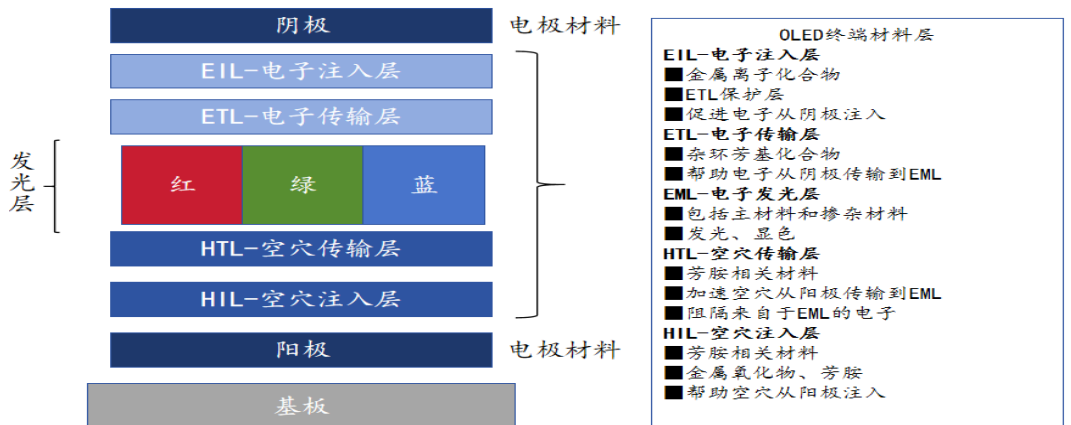 阴极 电极材料
EIL-电子注入层
ETL-电子传输层
发光层
红 绿 蓝
HTL-空穴传输层
HIL-空穴注入层
阳极 电极材料
基板
OLED终端材料层
EIL-电子注入层
■金属离子化合物
■ETL保护层
■促进电子从阴极注入
ETL-电子传输层
■杂环芳基化合物
■帮助电子从阴极传输到EML
EML-电子发光层
■包括主材料和掺杂材料
■发光、显色
HTL-空穴传输层
■芳胺相关材料
■加速空穴从阳极传输到EML
■阻隔来自于EML的电子
HIL-空穴注入层
■芳胺相关材料
■金属氧化物、芳胺
■帮助空穴从阳极注入